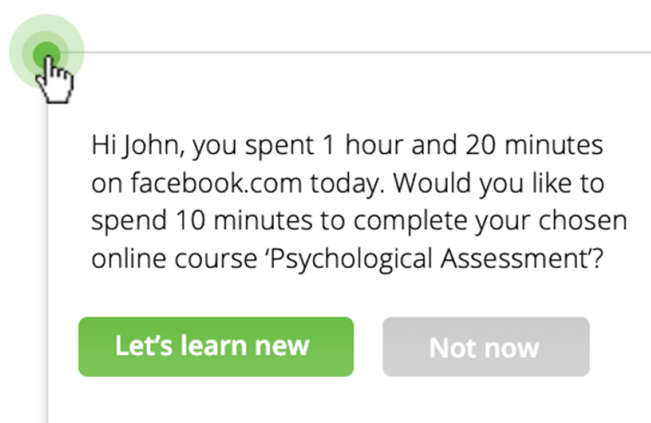 Hi John, you spent 1 hour and 20 minutes
on facebook.com today. Would you like to
spend 10 minutes to complete your chosen
online course ‘Psychological Assessment’?
Let’s learn new
Not now